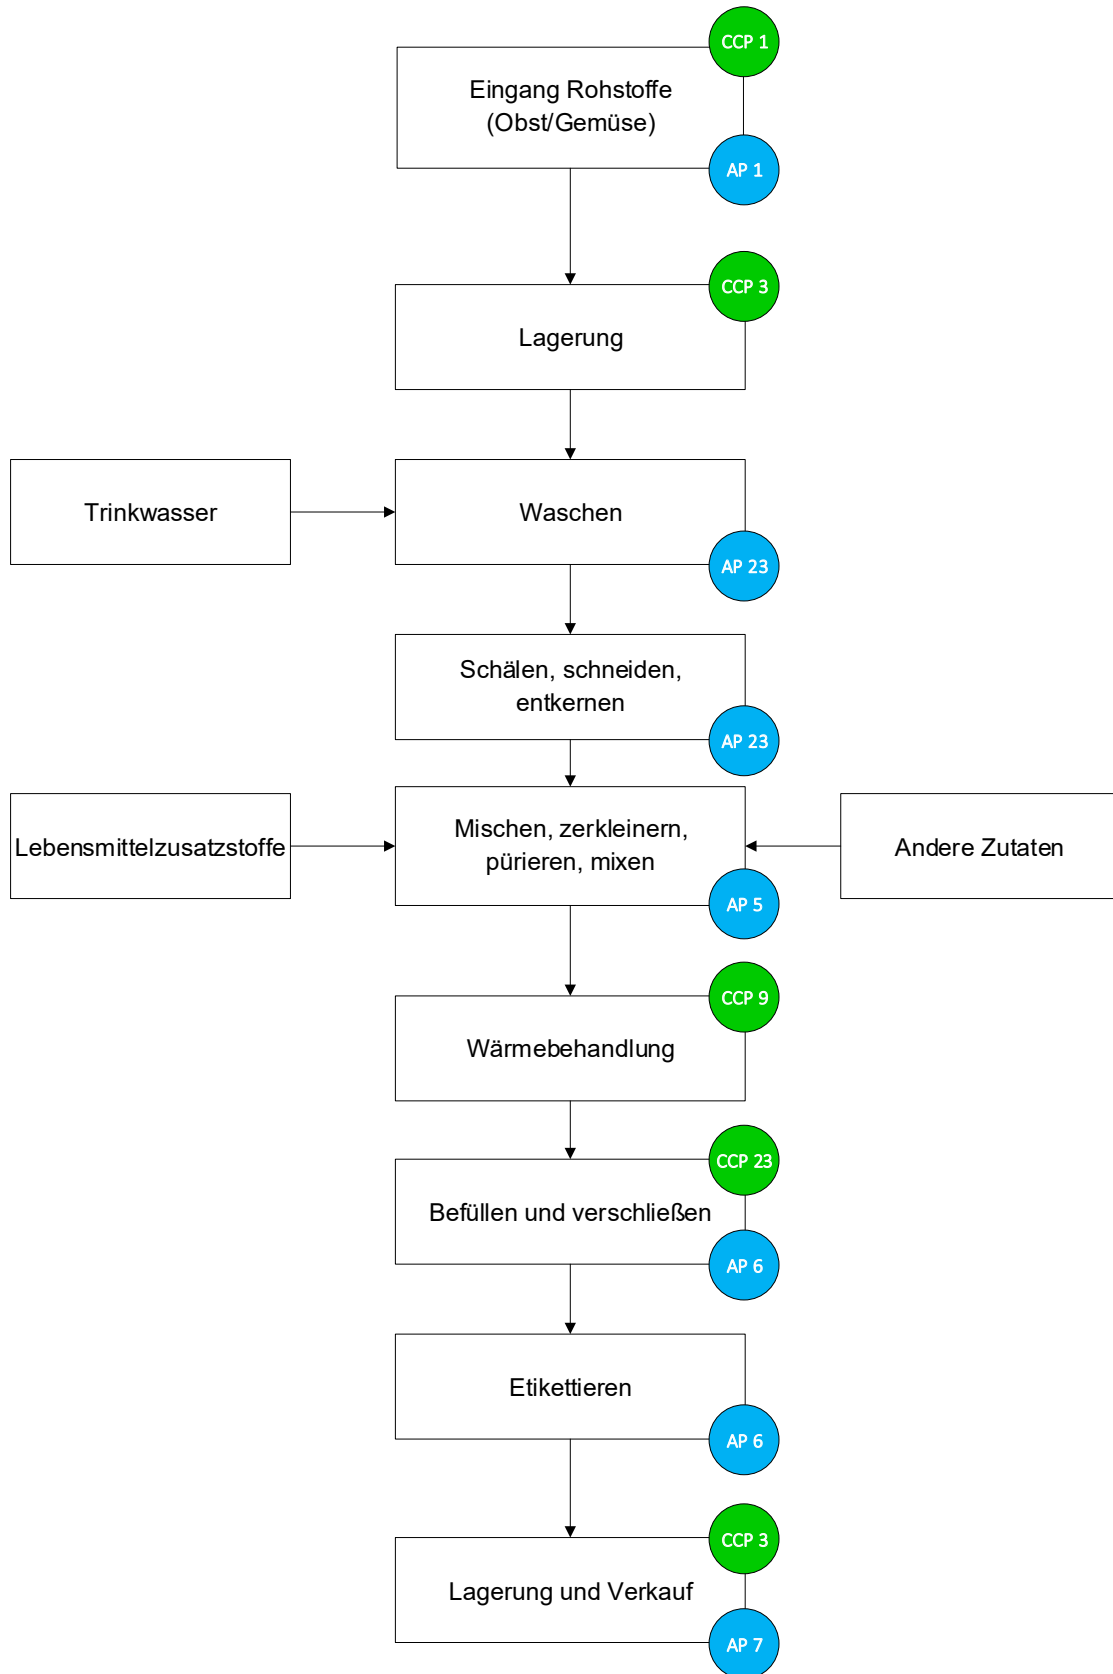 CCP 1
Eingang Rohstoffe
(Obst/Gemüse)
AP 1
CCP 3
Lagerung
Trinkwasser
Waschen
AP 23
Schälen, schneiden,
entkernen
AP 23
Lebensmittelzusatzstoffe
Mischen, zerkleinern,
pürieren, mixen
Andere Zutaten
AP 5
CCP 9
Wärmebehandlung
CCP 23
Befüllen und verschließen
AP 6
Etikettieren
AP 6
CCP 3
Lagerung und Verkauf
AP 7